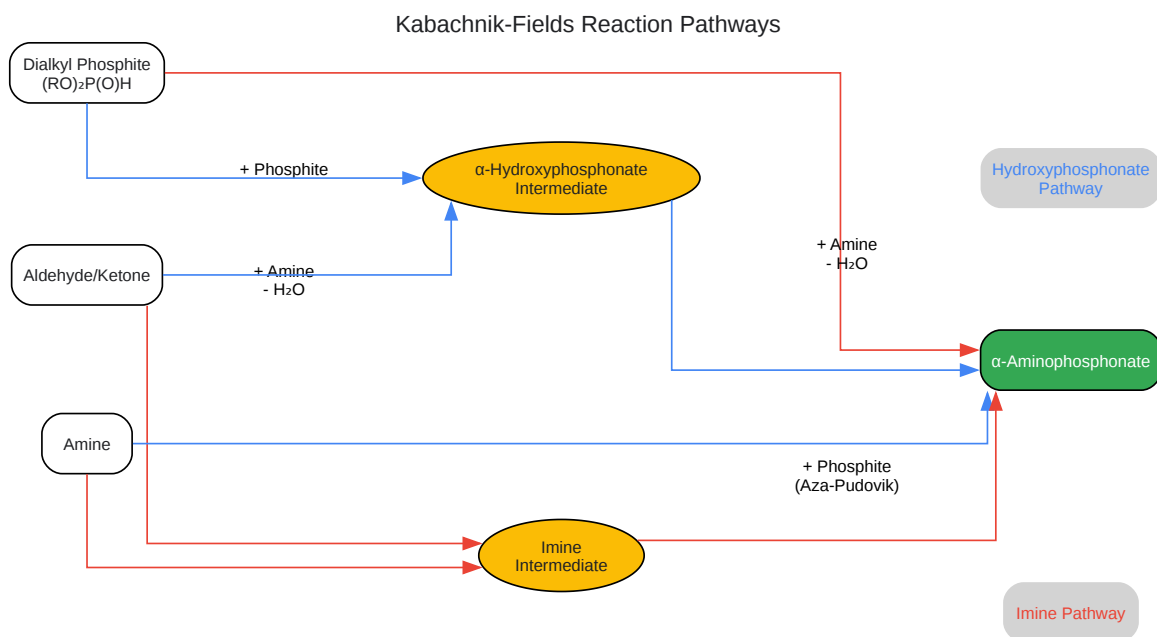 Kabachnik-Fields Reaction Pathways
Dialkyl Phosphite
(RO)₂P(O)H
+ Phosphite
α-Hydroxyphosphonate
Intermediate
Hydroxyphosphonate
Pathway
Aldehyde/Ketone
+ Amine
- H₂O
+ Amine
- H₂O
α-Aminophosphonate
Amine
+ Phosphite
(Aza-Pudovik)
Imine
Intermediate
Imine Pathway